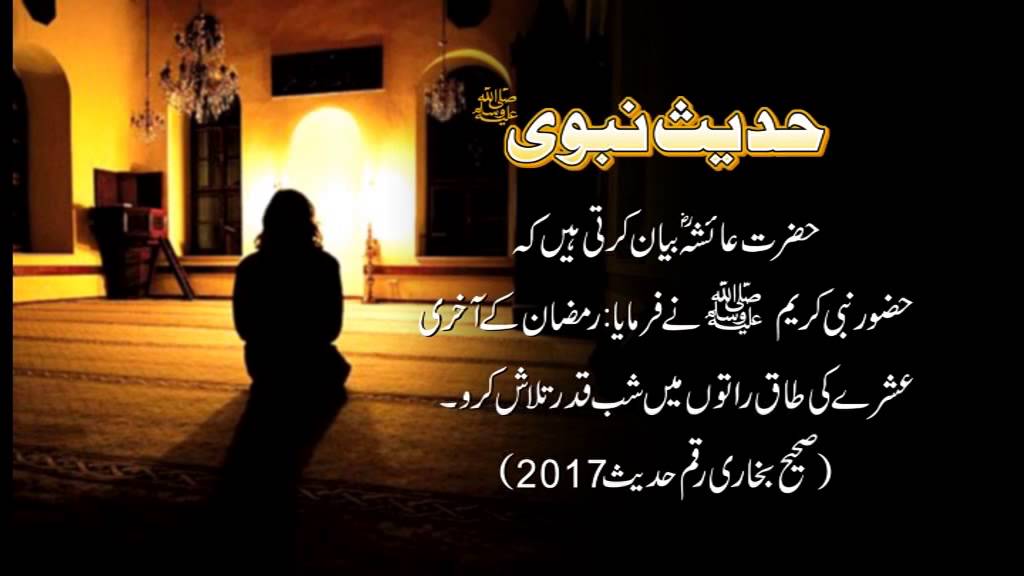 حدیث نبوی ﷺ
حضرت عائشہؓ بیان کرتی ہیں کہ
حضور نبی کریم ﷺ نے فرمایا: رمضان کے آخری
عشرے کی طاق راتوں میں شب قدر تلاش کرو۔
(صحیح بخاری رقم حدیث 2017)